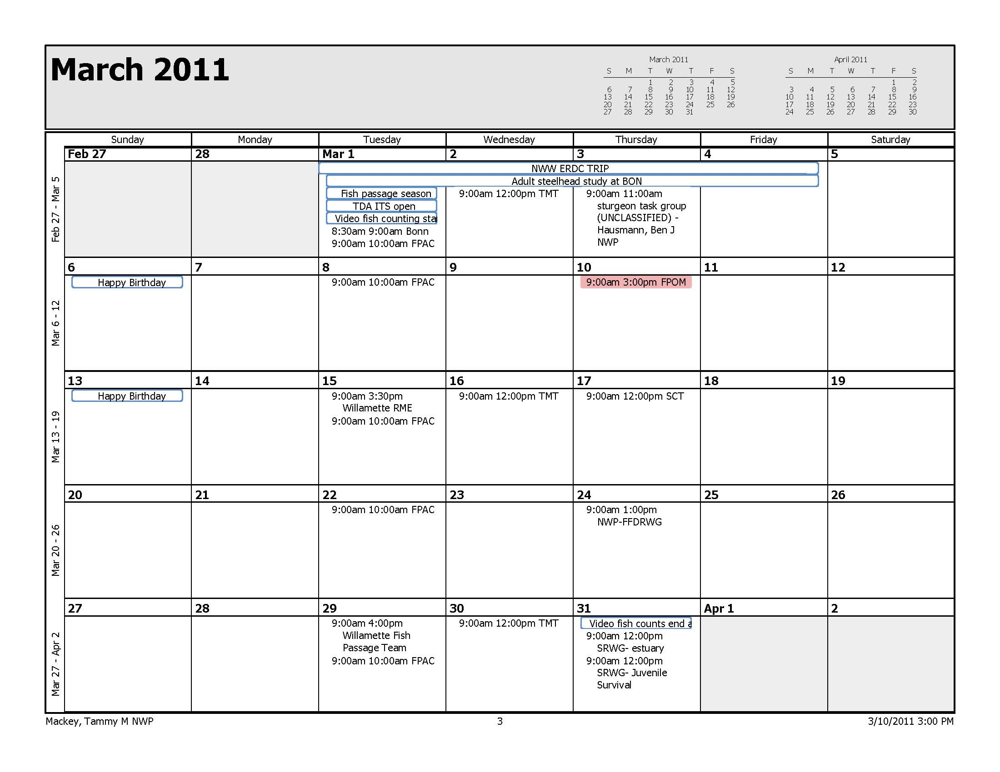 March 2011
March 2011
S M T W T F S
1 2 3 4 5
6 7 8 9 10 11 12
13 14 15 16 17 18 19
20 21 22 23 24 25 26
27 28 29 30 31
April 2011
S M T W T F S
1 2
3 4 5 6 7 8 9
10 11 12 13 14 15 16
17 18 19 20 21 22 23
24 25 26 27 28 29 30
Sunday Monday Tuesday Wednesday Thursday Friday Saturday
Feb 27 - Mar 5
Feb 27 28 Mar 1 2 3 4 5
NWW ERDC TRIP
Adult steelhead study at BON
Fish passage season
TDA ITS open
Video fish counting sta
8:30am 9:00am Bonn
9:00am 10:00am FPAC
9:00am 12:00pm TMT
9:00am 11:00am
sturgeon task group
(UNCLASSIFIED) -
Hausmann, Ben J
NWP
Mar 6 - 12
6 7 8 9 10 11 12
Happy Birthday
9:00am 10:00am FPAC
9:00am 3:00pm FPOM
Mar 13 - 19
13 14 15 16 17 18 19
Happy Birthday
9:00am 3:30pm
Willamette RME
9:00am 10:00am FPAC
9:00am 12:00pm TMT
9:00am 12:00pm SCT
Mar 20 - 26
20 21 22 23 24 25 26
9:00am 10:00am FPAC
9:00am 1:00pm
NWP-FFDRWG
Mar 27 - Apr 2
27 28 29 30 31 Apr 1 2
9:00am 4:00pm
Willamette Fish
Passage Team
9:00am 10:00am FPAC
9:00am 12:00pm TMT
Video fish counts end a
9:00am 12:00pm
SRWG- estuary
9:00am 12:00pm
SRWG- Juvenile
Survival
Mackey, Tammy M NWP 3 3/10/2011 3:00 PM